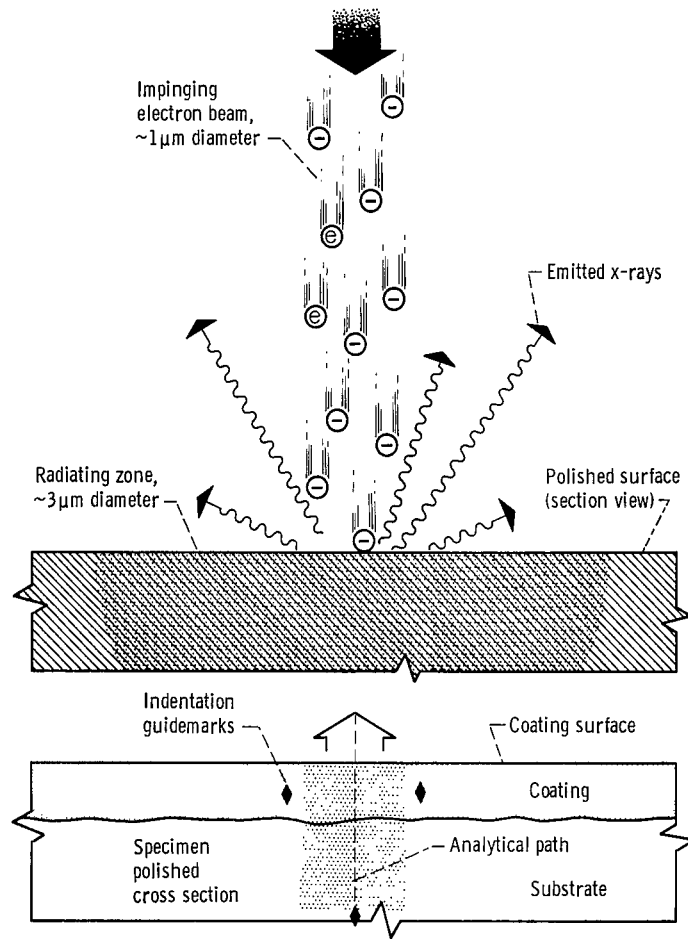 Impinging
electron beam,
~1μm diameter
Emitted x-rays
Radiating zone,
~3μm diameter
Polished surface
(section view)
Indentation
guidemarks
Coating surface
Coating
Specimen
polished
cross section
Analytical path
Substrate
e
e